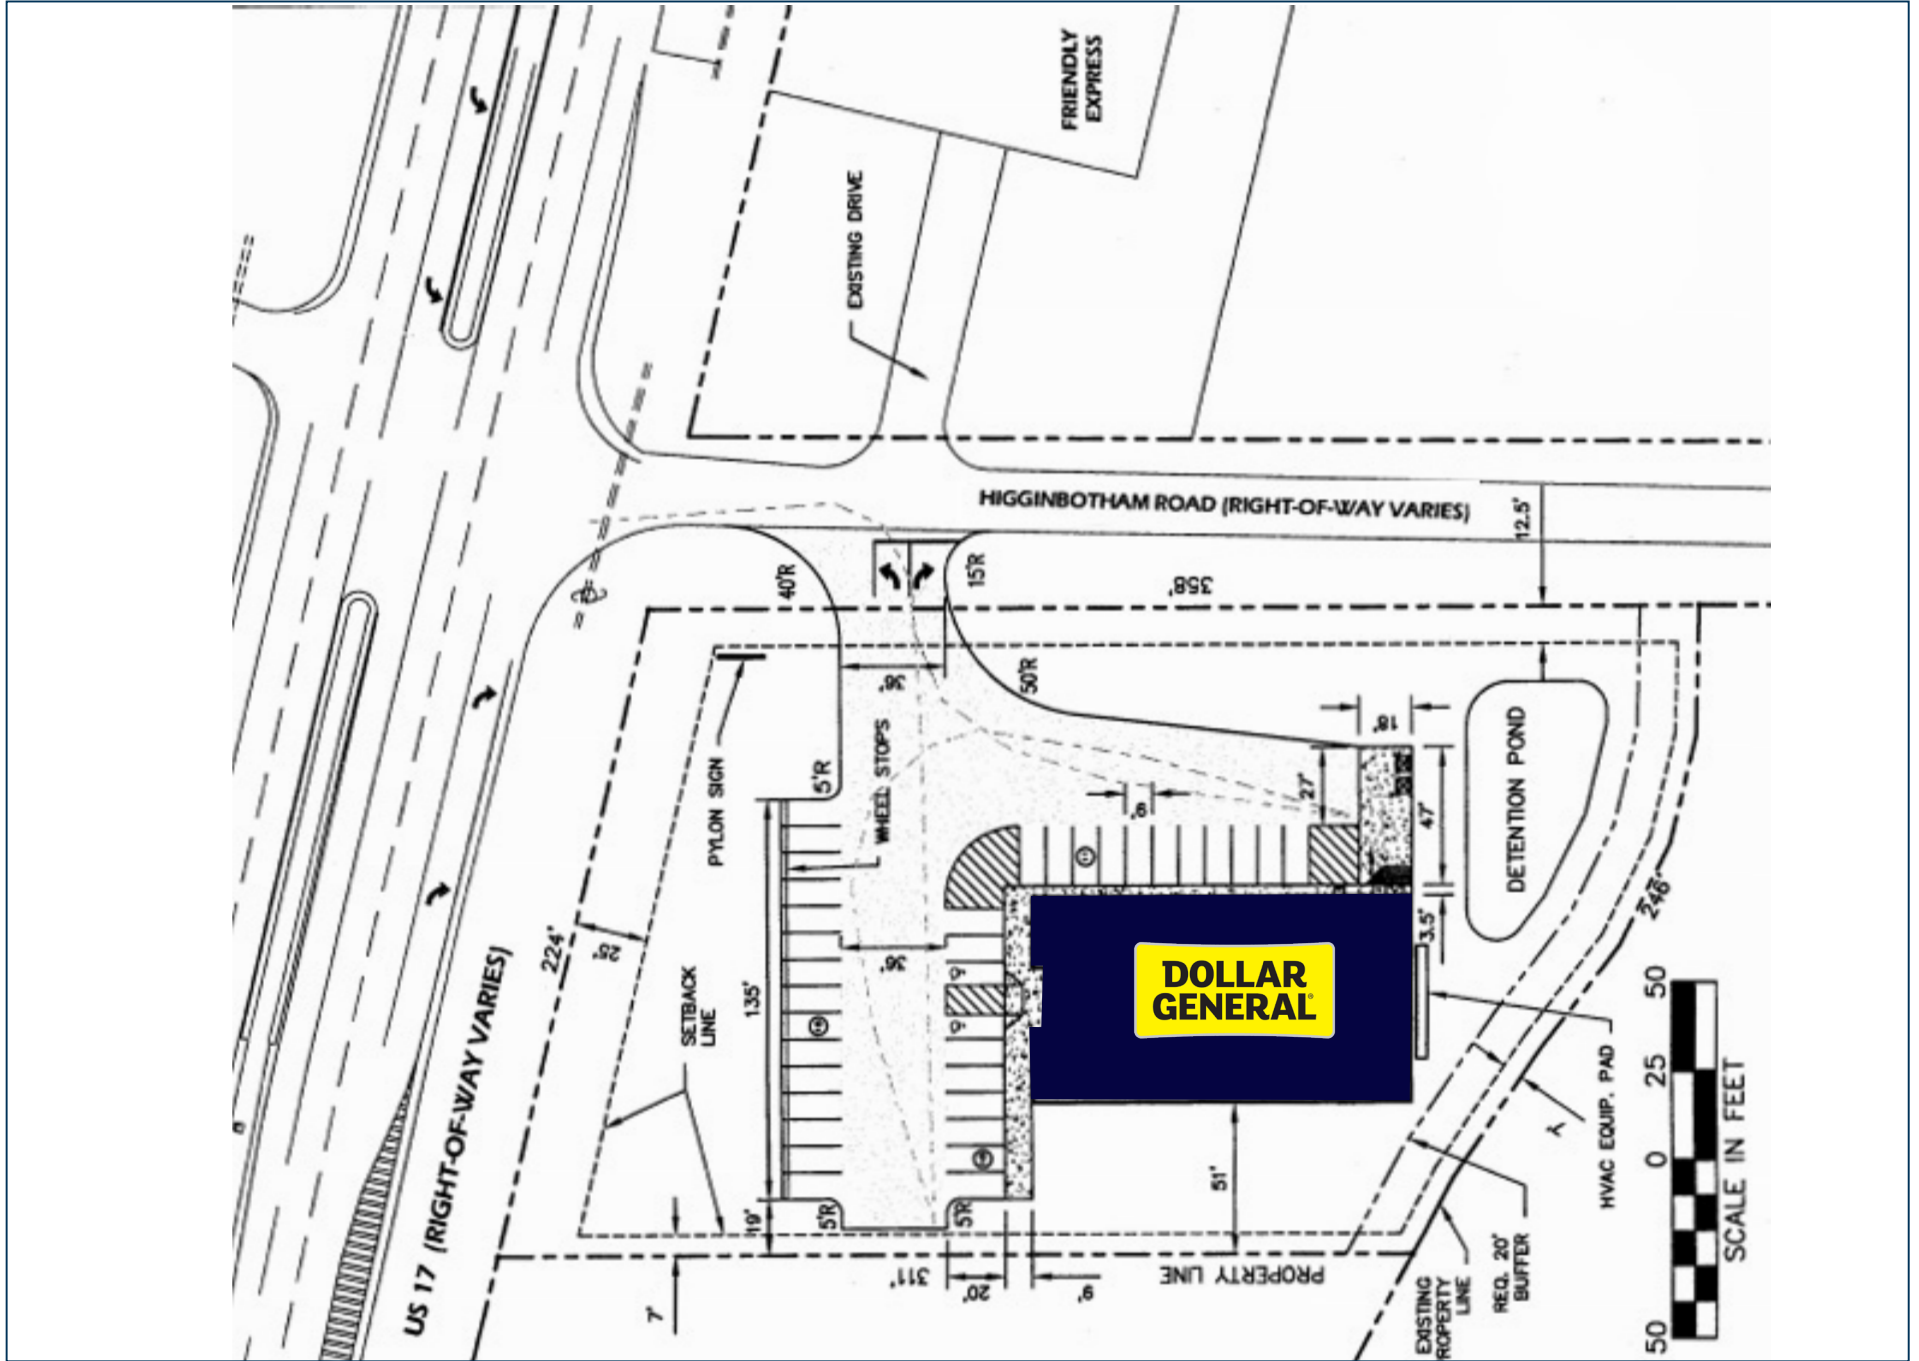 FRIENDLY
EXPRESS
EXISTING DRIVE
HIGGINBOTHAM ROAD (RIGHT-OF-WAY VARIES)
12.5'
40'R
15'R
358'
36'
50'R
18'
PYLON SIGN
5'R
WHEEL STOPS
27'
9'
47'
DETENTION POND
224'
25'
135'
36'
3.5'
246'
SETBACK
LINE
DOLLAR
GENERAL
US 17 (RIGHT-OF-WAY VARIES)
19'
5'R
5'R
51'
7'
311'
20'
9'
PROPERTY LINE
EXISTING
PROPERTY
LINE
REQ. 20'
BUFFER
HVAC EQUIP. PAD
50
25
0
50
SCALE IN FEET